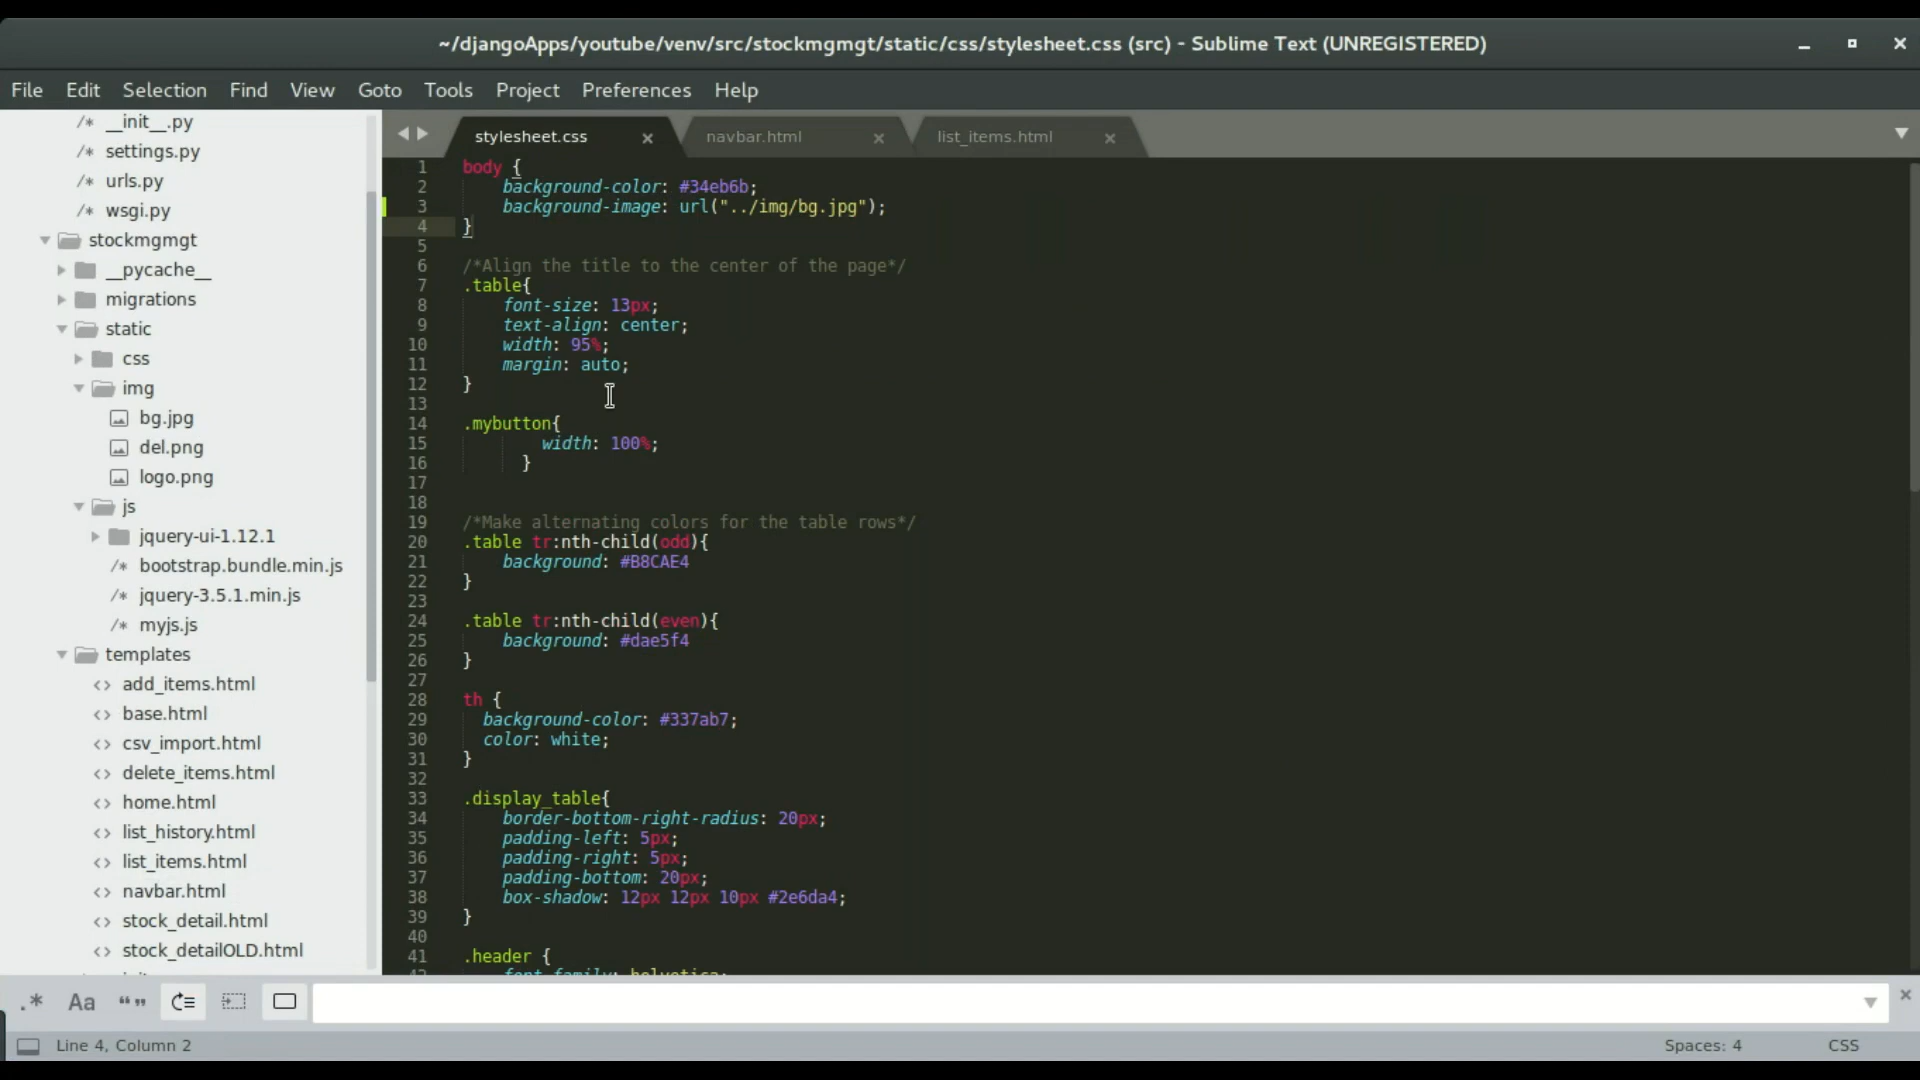 ~/djangoApps/youtube/venv/src/stockmgmgt/static/css/stylesheet.css (src) - Sublime Text (UNREGISTERED)
File Edit Selection Find View Goto Tools Project Preferences Help
/* __init__.py
/* settings.py
/* urls.py
/* wsgi.py
stockmgmgt
__pycache__
migrations
static
css
img
bg.jpg
del.png
logo.png
js
jquery-ui-1.12.1
/* bootstrap.bundle.min.js
/* jquery-3.5.1.min.js
/* myjs.js
templates
<> add_items.html
<> base.html
<> csv_import.html
<> delete_items.html
<> home.html
<> list_history.html
<> list_items.html
<> navbar.html
<> stock_detail.html
<> stock_detailOLD.html
stylesheet.css navbar.html list_items.html
1 body {
2 background-color: #34eb6b;
3 background-image: url("../img/bg.jpg");
4 }
5
6 /*Align the title to the center of the page*/
7 .table{
8 font-size: 13px;
9 text-align: center;
10 width: 95%;
11 margin: auto;
12 }
13
14 .mybutton{
15 width: 100%;
16 }
17
18
19 /*Make alternating colors for the table rows*/
20 .table tr:nth-child(odd){
21 background: #B8CAE4
22 }
23
24 .table tr:nth-child(even){
25 background: #dae5f4
26 }
27
28 th {
29 background-color: #337ab7;
30 color: white;
31 }
32
33 .display_table{
34 border-bottom-right-radius: 20px;
35 padding-left: 5px;
36 padding-right: 5px;
37 padding-bottom: 20px;
38 box-shadow: 12px 12px 10px #2e6da4;
39 }
40
41 .header {
42 font-family: helvetica;
.* Aa “”
Line 4, Column 2 Spaces: 4 CSS